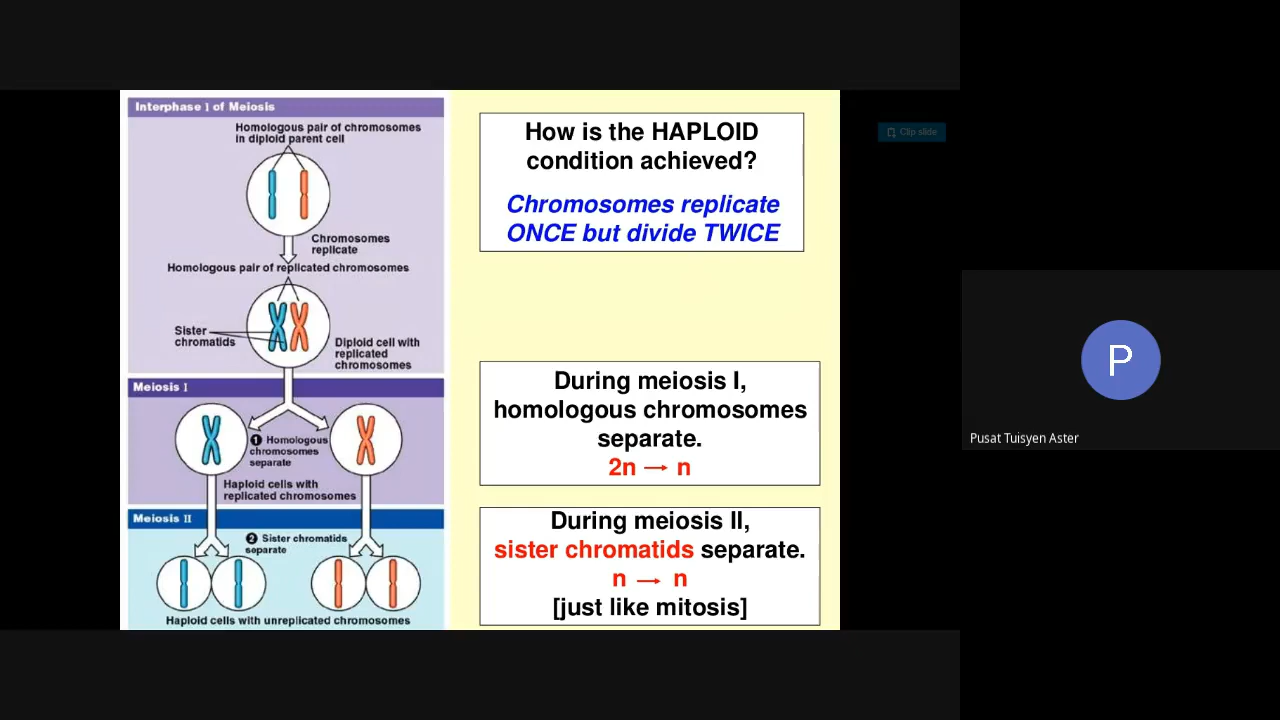 Interphase I of Meiosis
Homologous pair of chromosomes
in diploid parent cell
Chromosomes
replicate
Homologous pair of replicated chromosomes
Sister
chromatids
Diploid cell with
replicated
chromosomes
Meiosis I
1 Homologous
chromosomes
separate
Haploid cells with
replicated chromosomes
Meiosis II
2 Sister chromatids
separate
Haploid cells with unreplicated chromosomes
How is the HAPLOID
condition achieved?
Chromosomes replicate
ONCE but divide TWICE
During meiosis I,
homologous chromosomes
separate.
2n → n
During meiosis II,
sister chromatids separate.
n → n
[just like mitosis]
Clip slide
P
Pusat Tuisyen Aster